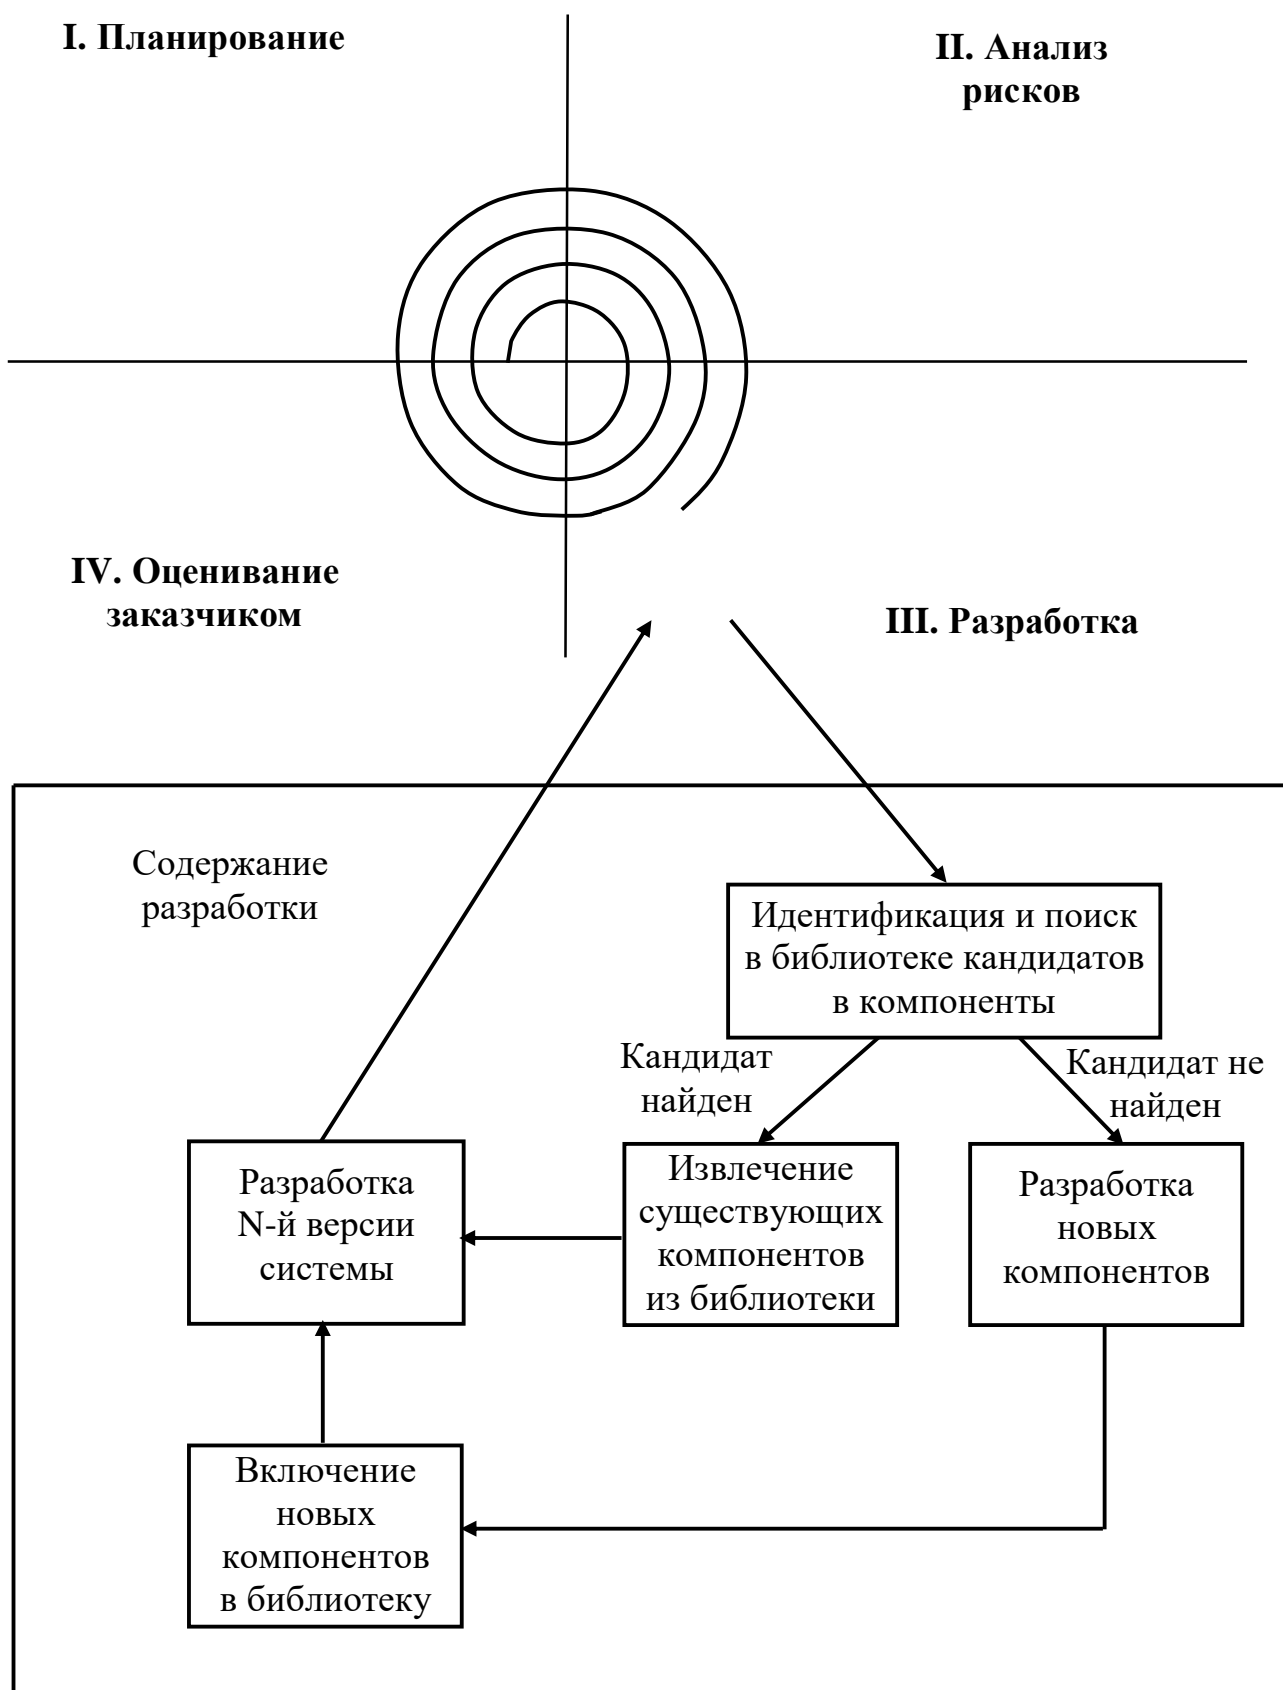 I. Планирование
II. Анализ
рисков
IV. Оценивание
заказчиком
III. Разработка
Содержание
разработки
Идентификация и поиск
в библиотеке кандидатов
в компоненты
Кандидат
найден
Кандидат не
найден
Разработка
N-й версии
системы
Извлечение
существующих
компонентов
из библиотеки
Разработка
новых
компонентов
Включение
новых
компонентов
в библиотеку